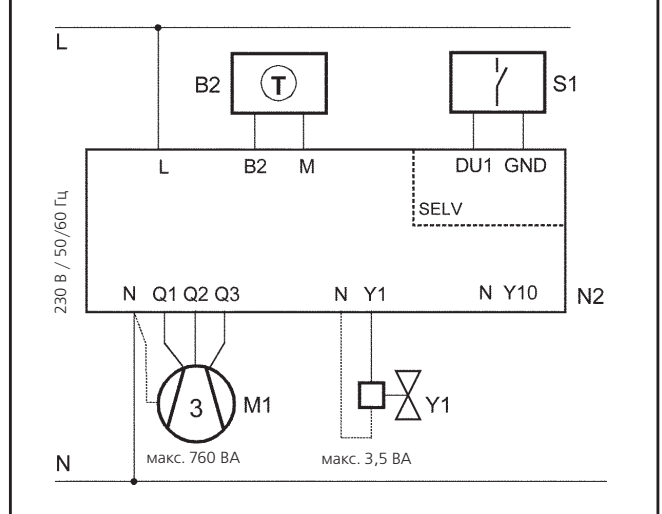 L
B2 T S1
L B2 M DU1 GND
SELV
230 В / 50/60 Гц
N Q1 Q2 Q3 N Y1 N Y10 N2
3 M1 Y1
макс. 760 ВА макс. 3,5 ВА
N